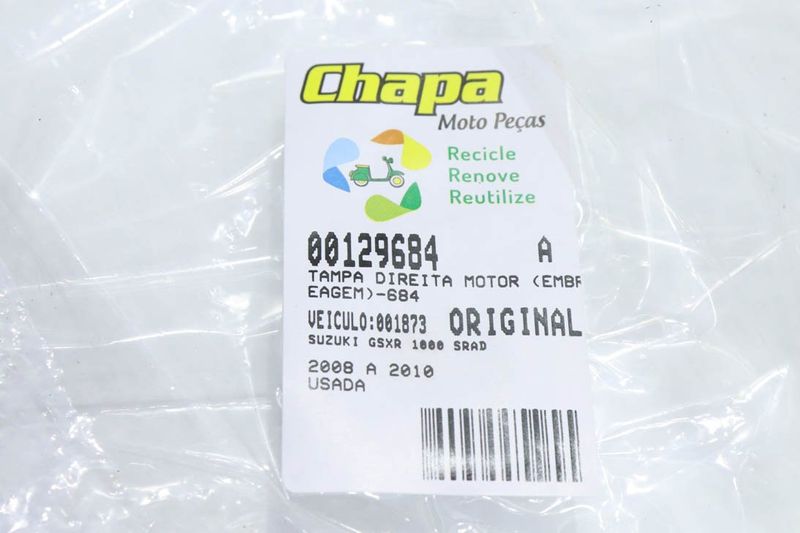 Chapa
Moto Peças
Recicle
Renove
Reutilize
00129684 A
TAMPA DIREITA MOTOR (EMBR
EAGEM)-684
VEICULO:001873 ORIGINAL
SUZUKI GSXR 1000 SRAD
2008 A 2010
USADA